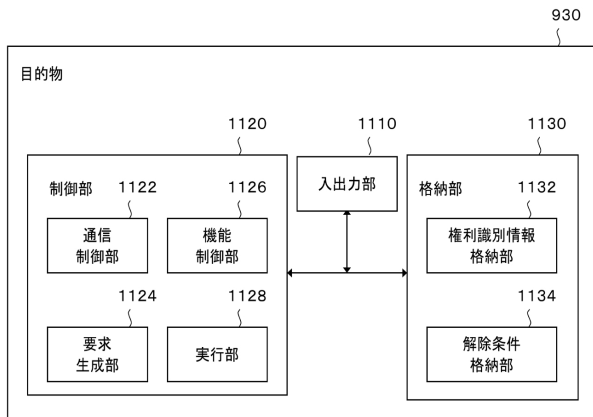 930
目的物
1120
1110
1130
制御部
1122
1126
入出力部
格納部
1132
通信
制御部
機能
制御部
権利識別情報
格納部
1124
1128
1134
要求
生成部
実行部
解除条件
格納部